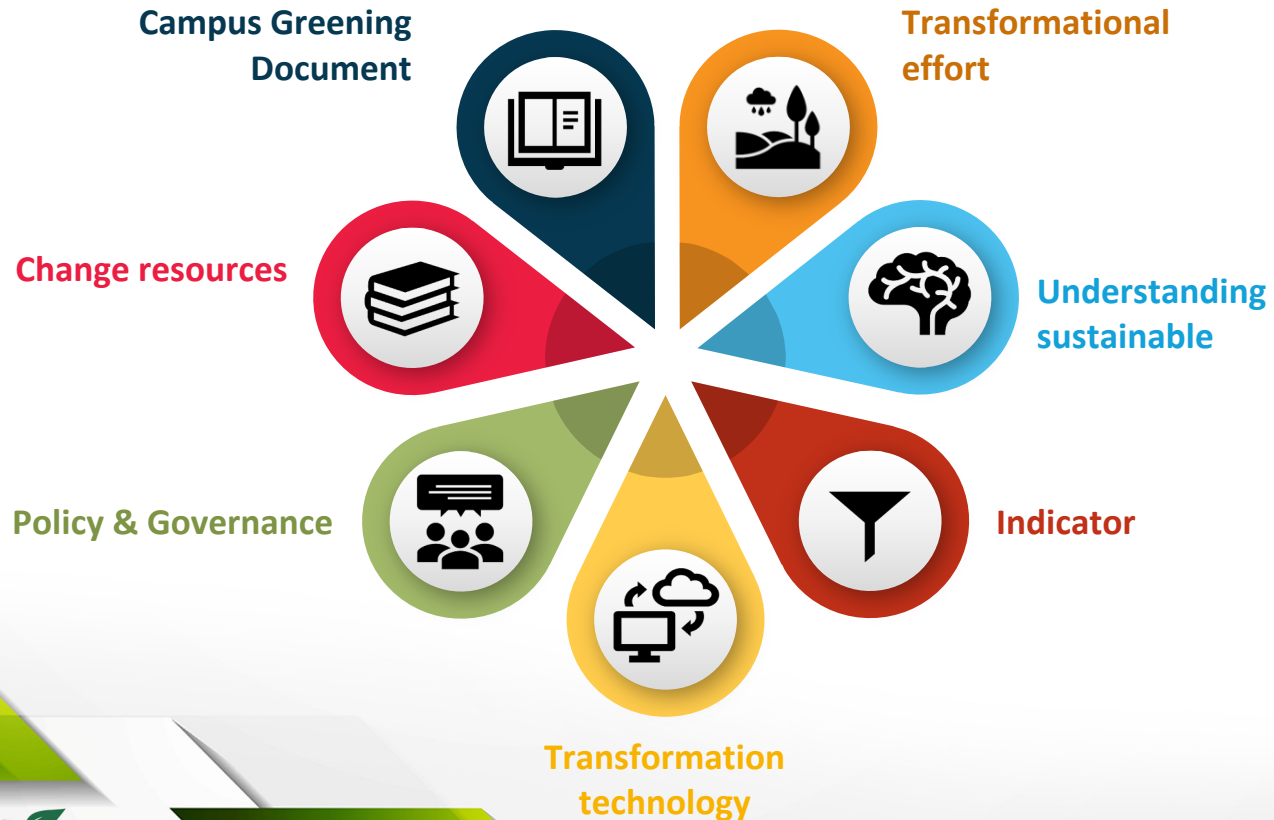 Campus Greening
Document
Transformational
effort
Change resources
Understanding
sustainable
Policy & Governance
Indicator
Transformation
technology